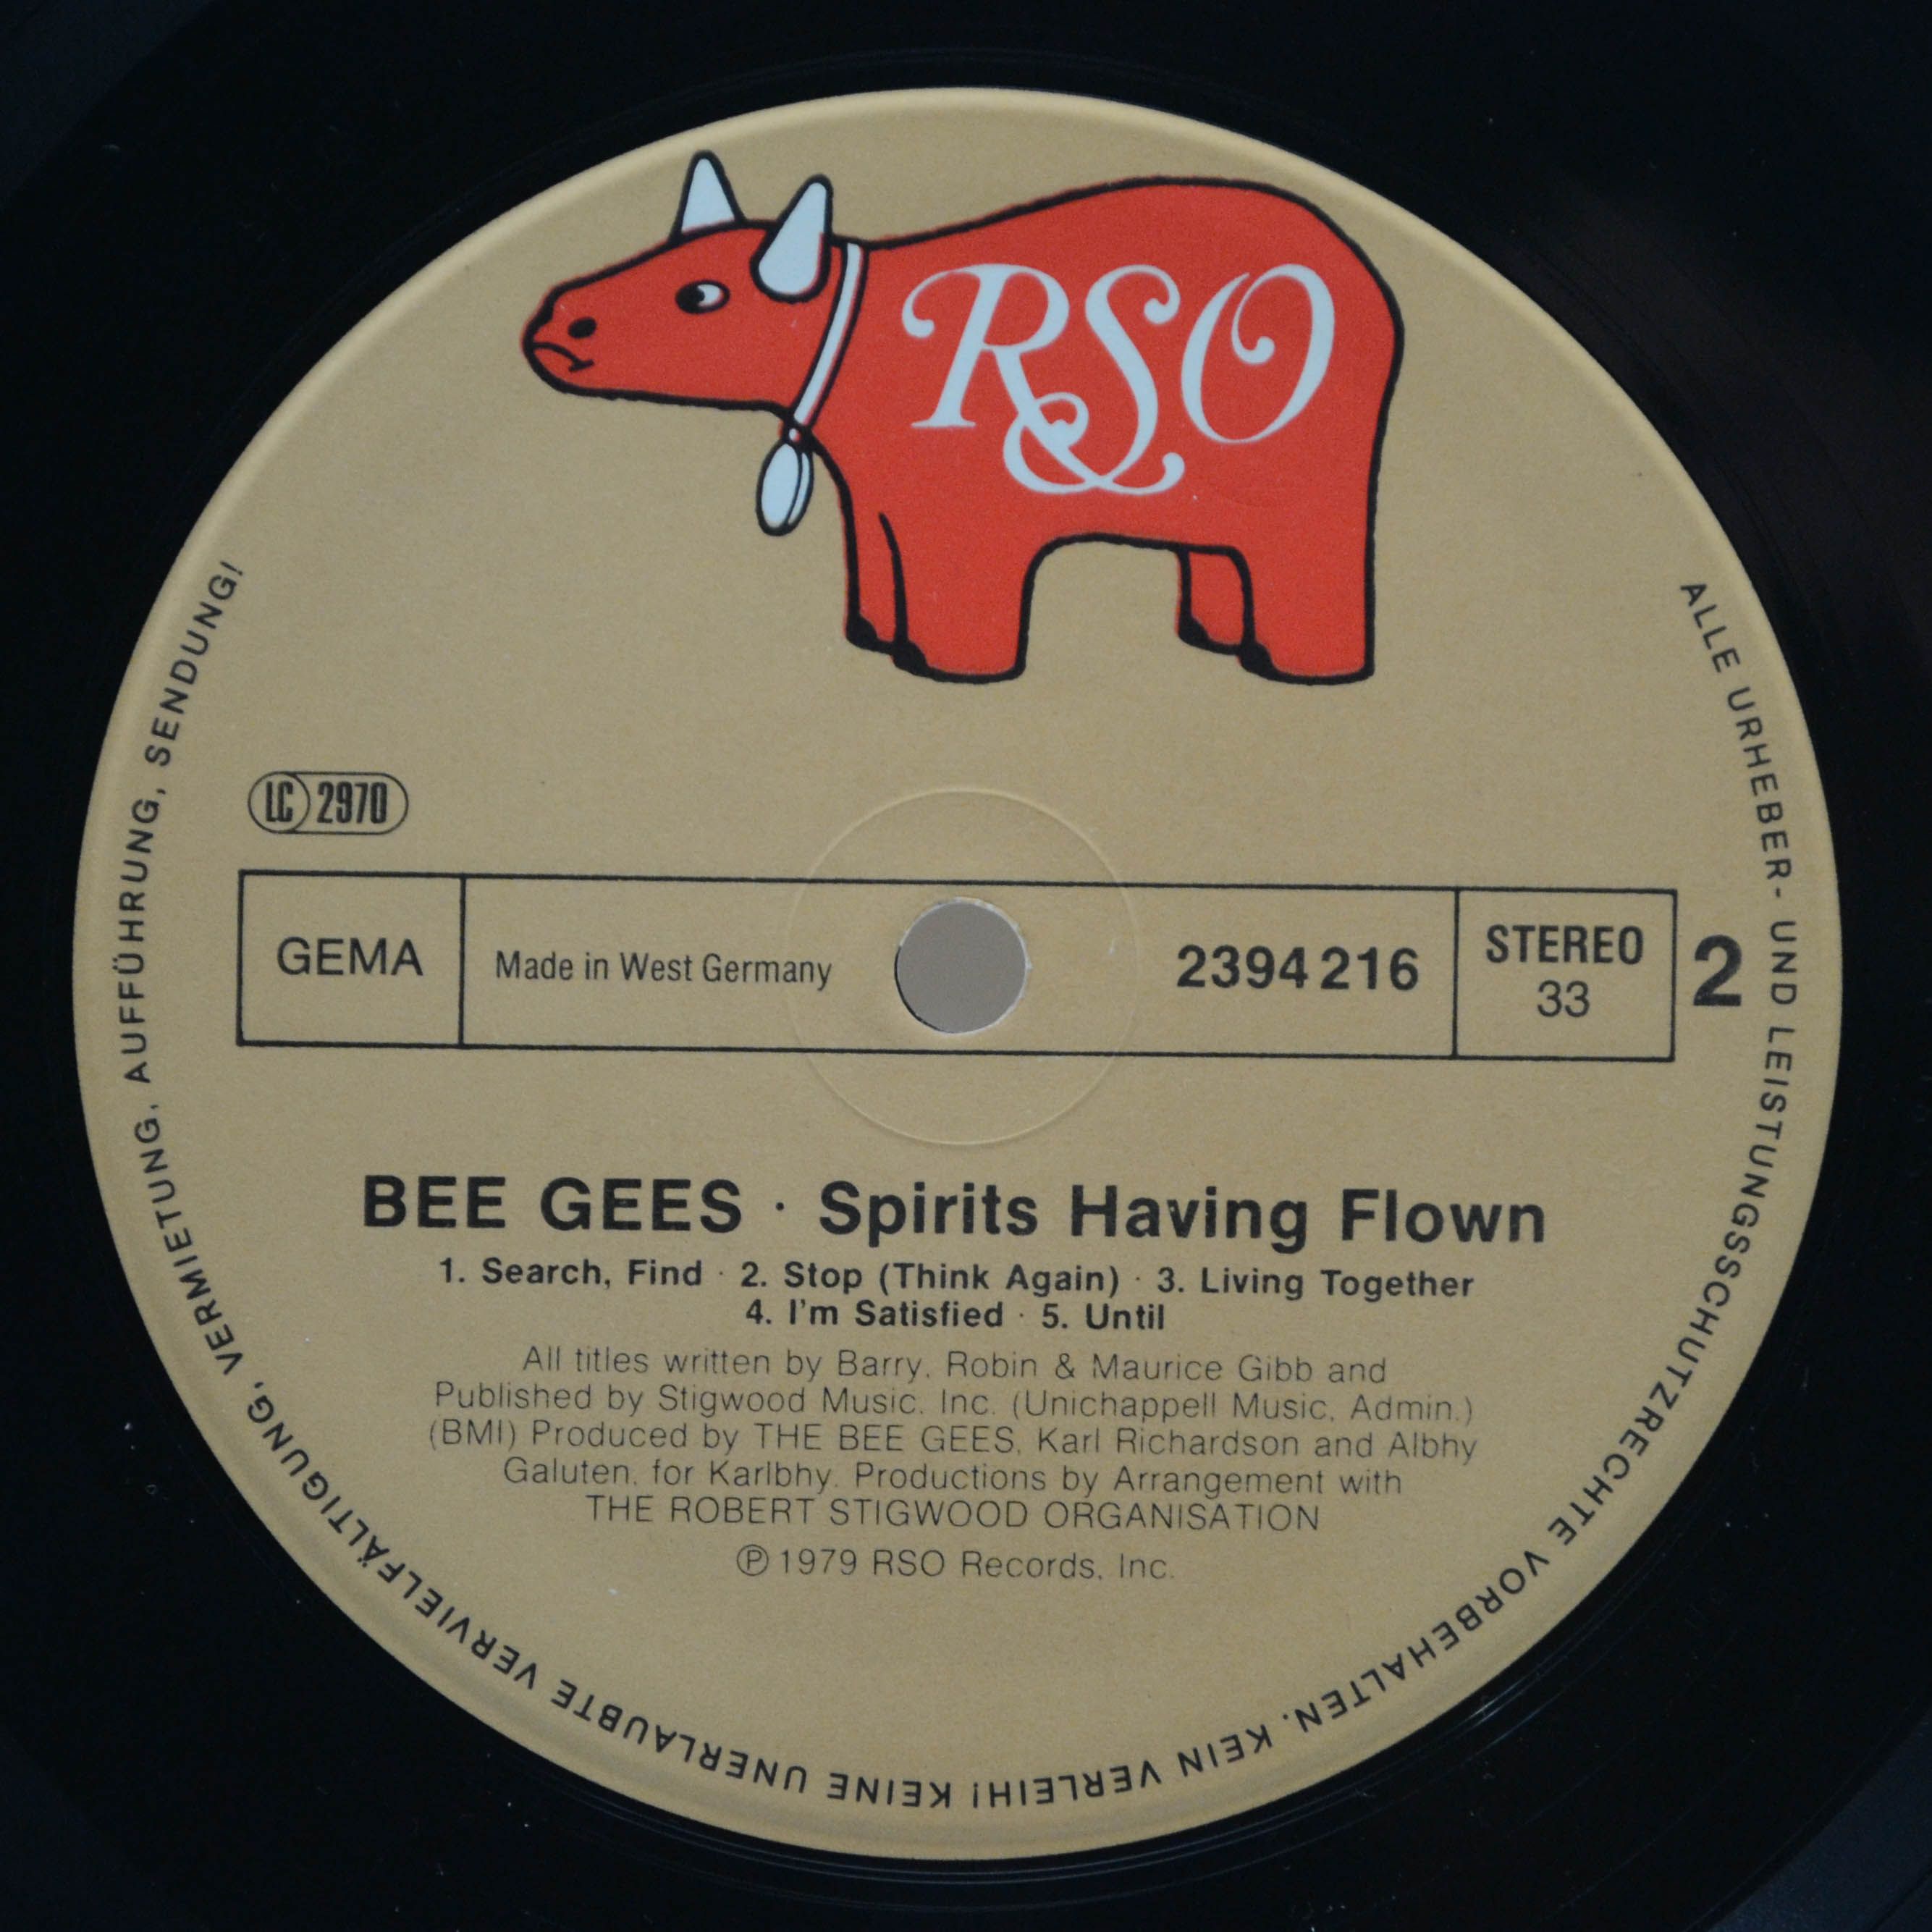 RSO
LC 2970
GEMA
Made in West Germany
2394 216
STEREO
33
2
BEE GEES · Spirits Having Flown
1. Search, Find · 2. Stop (Think Again) · 3. Living Together
4. I'm Satisfied · 5. Until
All titles written by Barry, Robin & Maurice Gibb and
Published by Stigwood Music, Inc. (Unichappell Music, Admin.)
(BMI) Produced by THE BEE GEES, Karl Richardson and Albhy
Galuten, for Karlbhy. Productions by Arrangement with
THE ROBERT STIGWOOD ORGANISATION
℗ 1979 RSO Records, Inc.
ALLE URHEBER- UND LEISTUNGSSCHUTZRECHTE VORBEHALTEN. KEIN VERLEIH! KEINE UNERLAUBTE VERVIELFÄLTIGUNG, VERMIETUNG, AUFFÜHRUNG, SENDUNG!